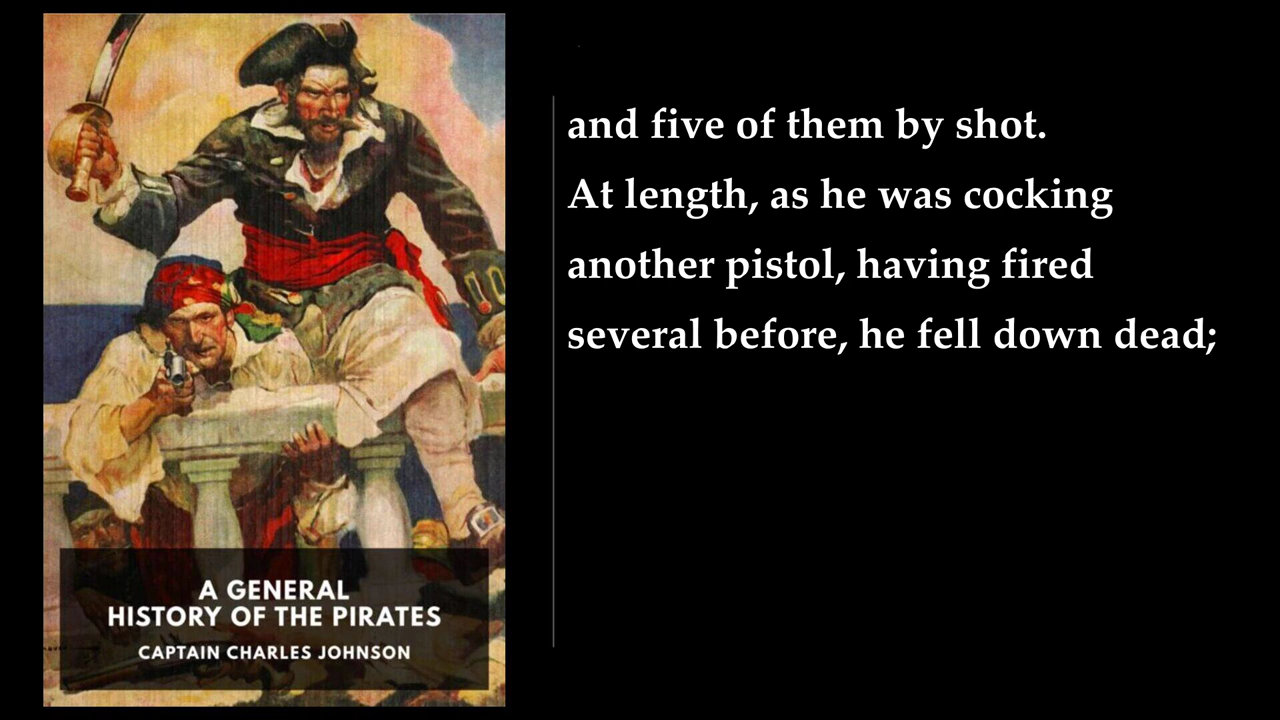 A GENERAL
HISTORY OF THE PIRATES
CAPTAIN CHARLES JOHNSON
and five of them by shot.
At length, as he was cocking
another pistol, having fired
several before, he fell down dead;